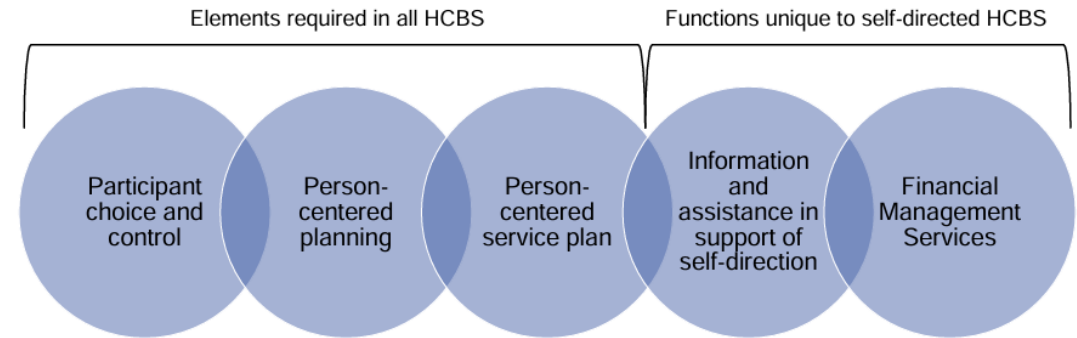 Elements required in all HCBS
Functions unique to self-directed HCBS
Participant
choice and
control
Person-
centered
planning
Person-
centered
service plan
Information
and
assistance in
support of
self-direction
Financial
Management
Services